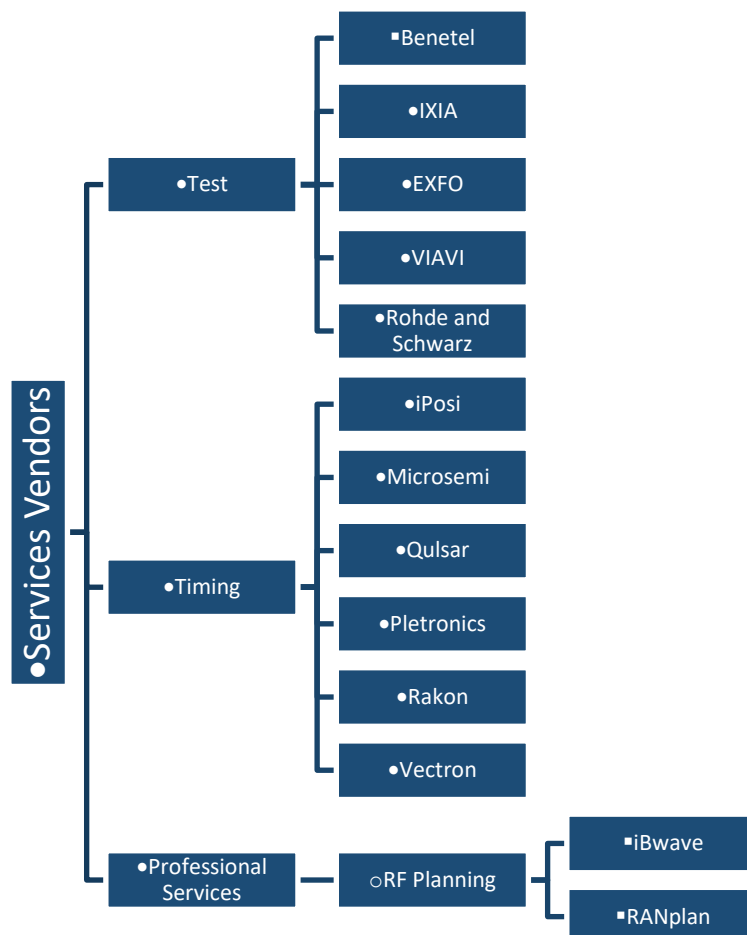 ●Services Vendors
●Test
▪Benetel
●IXIA
●EXFO
●VIAVI
●Rohde and
Schwarz
●Timing
●iPosi
●Microsemi
●Qulsar
●Pletronics
●Rakon
●Vectron
●Professional
Services
○RF Planning
▪iBwave
▪RANplan